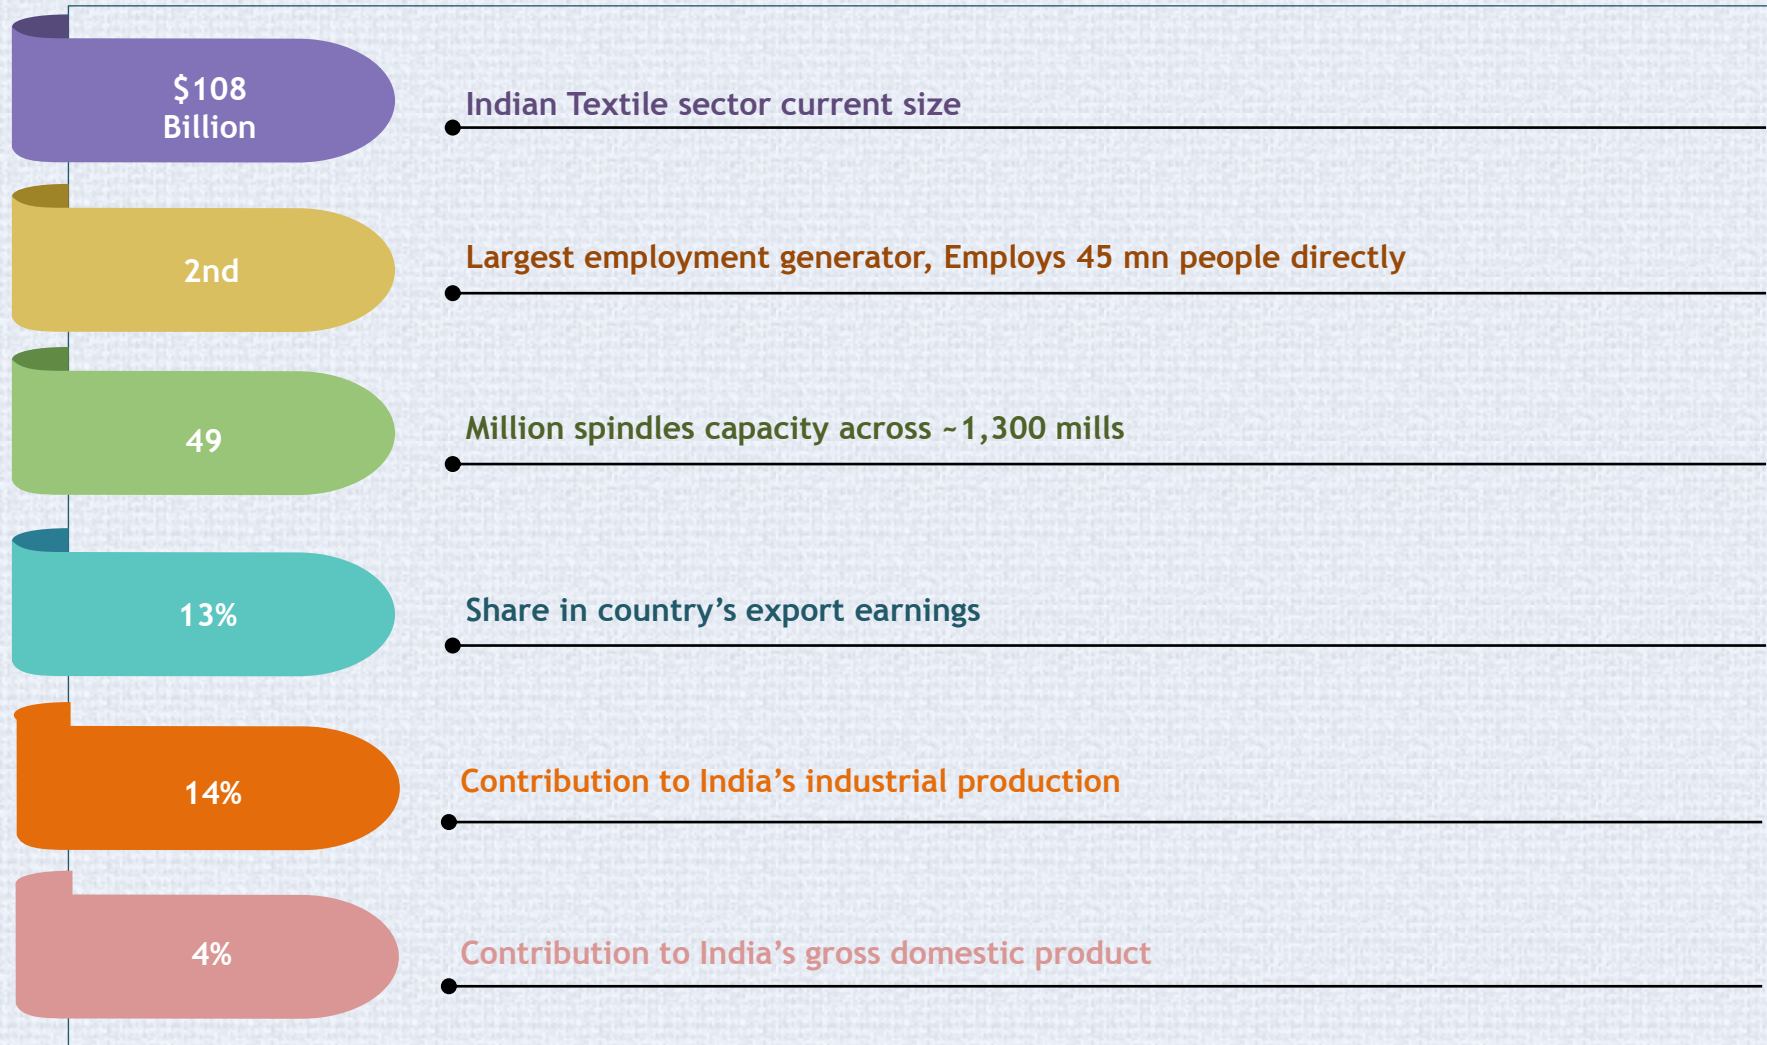 $108
Billion
Indian Textile sector current size
2nd
Largest employment generator, Employs 45 mn people directly
49
Million spindles capacity across ~1,300 mills
13%
Share in country’s export earnings
14%
Contribution to India’s industrial production
4%
Contribution to India’s gross domestic product